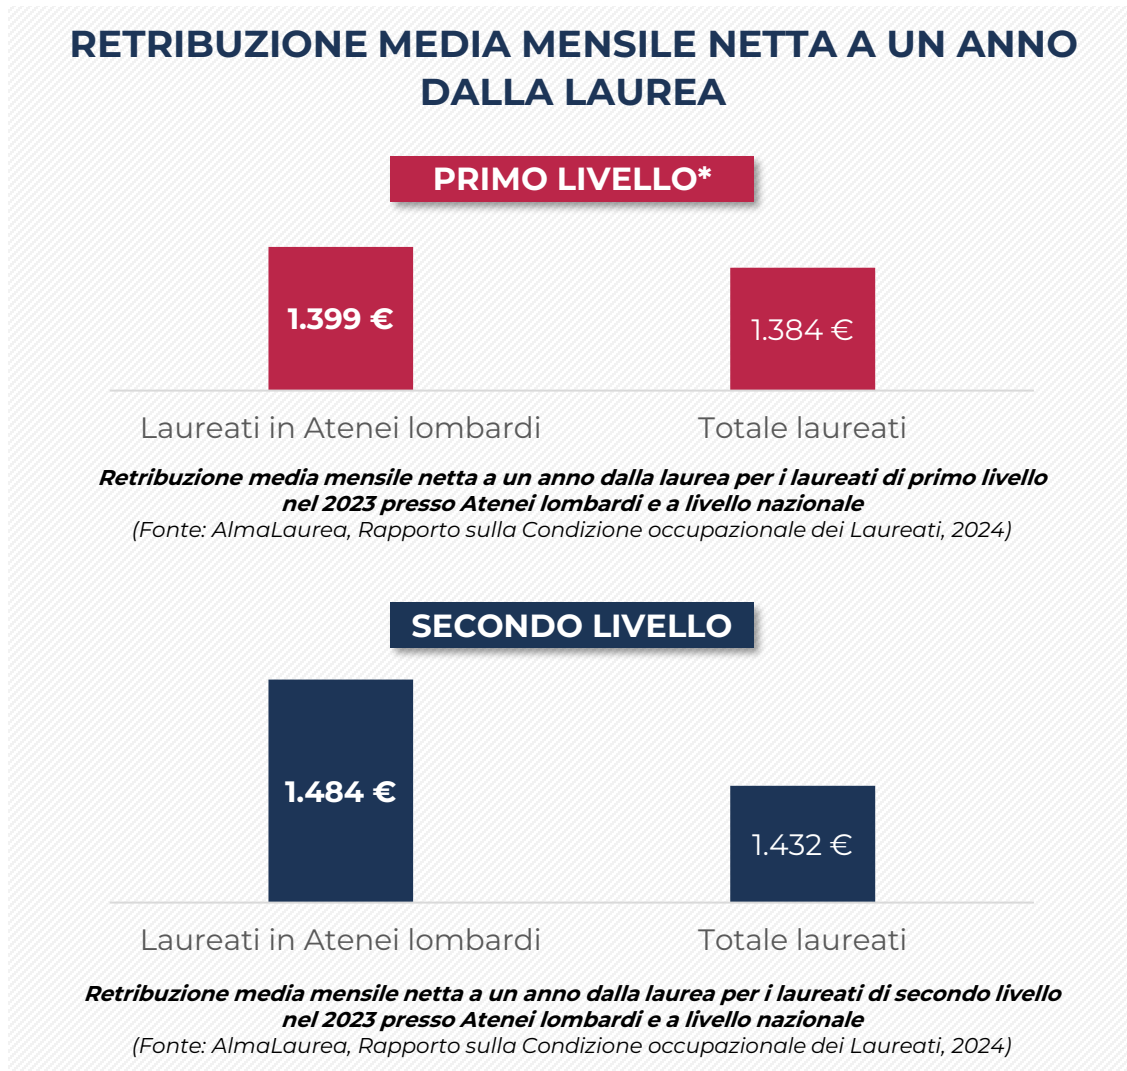 RETRIBUZIONE MEDIA MENSILE NETTA A UN ANNO
DALLA LAUREA
PRIMO LIVELLO*
1.399 €
1.384 €
Laureati in Atenei lombardi
Totale laureati
Retribuzione media mensile netta a un anno dalla laurea per i laureati di primo livello
nel 2023 presso Atenei lombardi e a livello nazionale
(Fonte: AlmaLaurea, Rapporto sulla Condizione occupazionale dei Laureati, 2024)
SECONDO LIVELLO
1.484 €
1.432 €
Laureati in Atenei lombardi
Totale laureati
Retribuzione media mensile netta a un anno dalla laurea per i laureati di secondo livello
nel 2023 presso Atenei lombardi e a livello nazionale
(Fonte: AlmaLaurea, Rapporto sulla Condizione occupazionale dei Laureati, 2024)